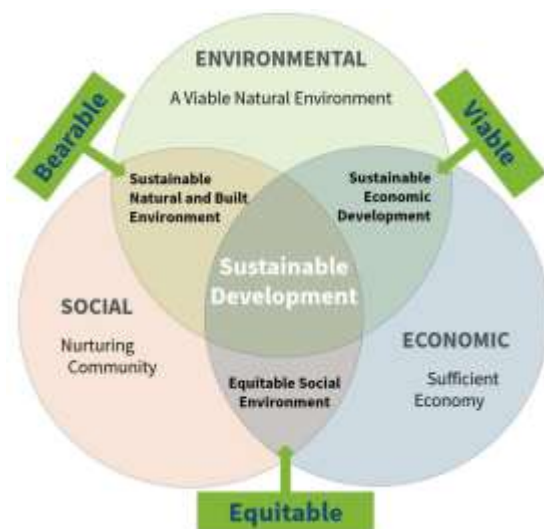 ENVIRONMENTAL
A Viable Natural Environment
Bearable
Viable
Sustainable
Natural and Built
Environment
Sustainable
Economic
Development
Sustainable
Development
SOCIAL
Nurturing
Community
ECONOMIC
Sufficient
Economy
Equitable Social
Environment
Equitable